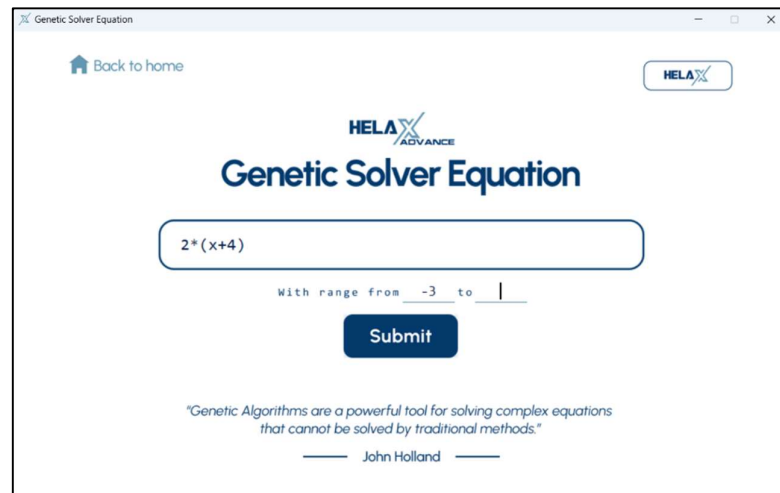 Genetic Solver Equation
Back to home
HELAX
HELAX
ADVANCE
Genetic Solver Equation
2*(x+4)
With range from -3 to
Submit
"Genetic Algorithms are a powerful tool for solving complex equations
that cannot be solved by traditional methods."
John Holland